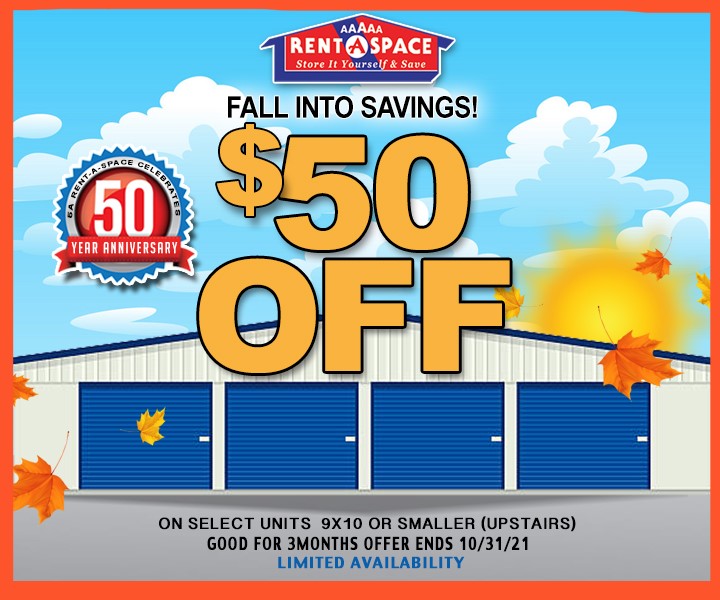 AAAAA
RENT A SPACE
Store It Yourself & Save
FALL INTO SAVINGS!
$50
OFF
5A RENT-A-SPACE CELEBRATES
50
YEAR ANNIVERSARY
ON SELECT UNITS 9X10 OR SMALLER (UPSTAIRS)
GOOD FOR 3MONTHS OFFER ENDS 10/31/21
LIMITED AVAILABILITY